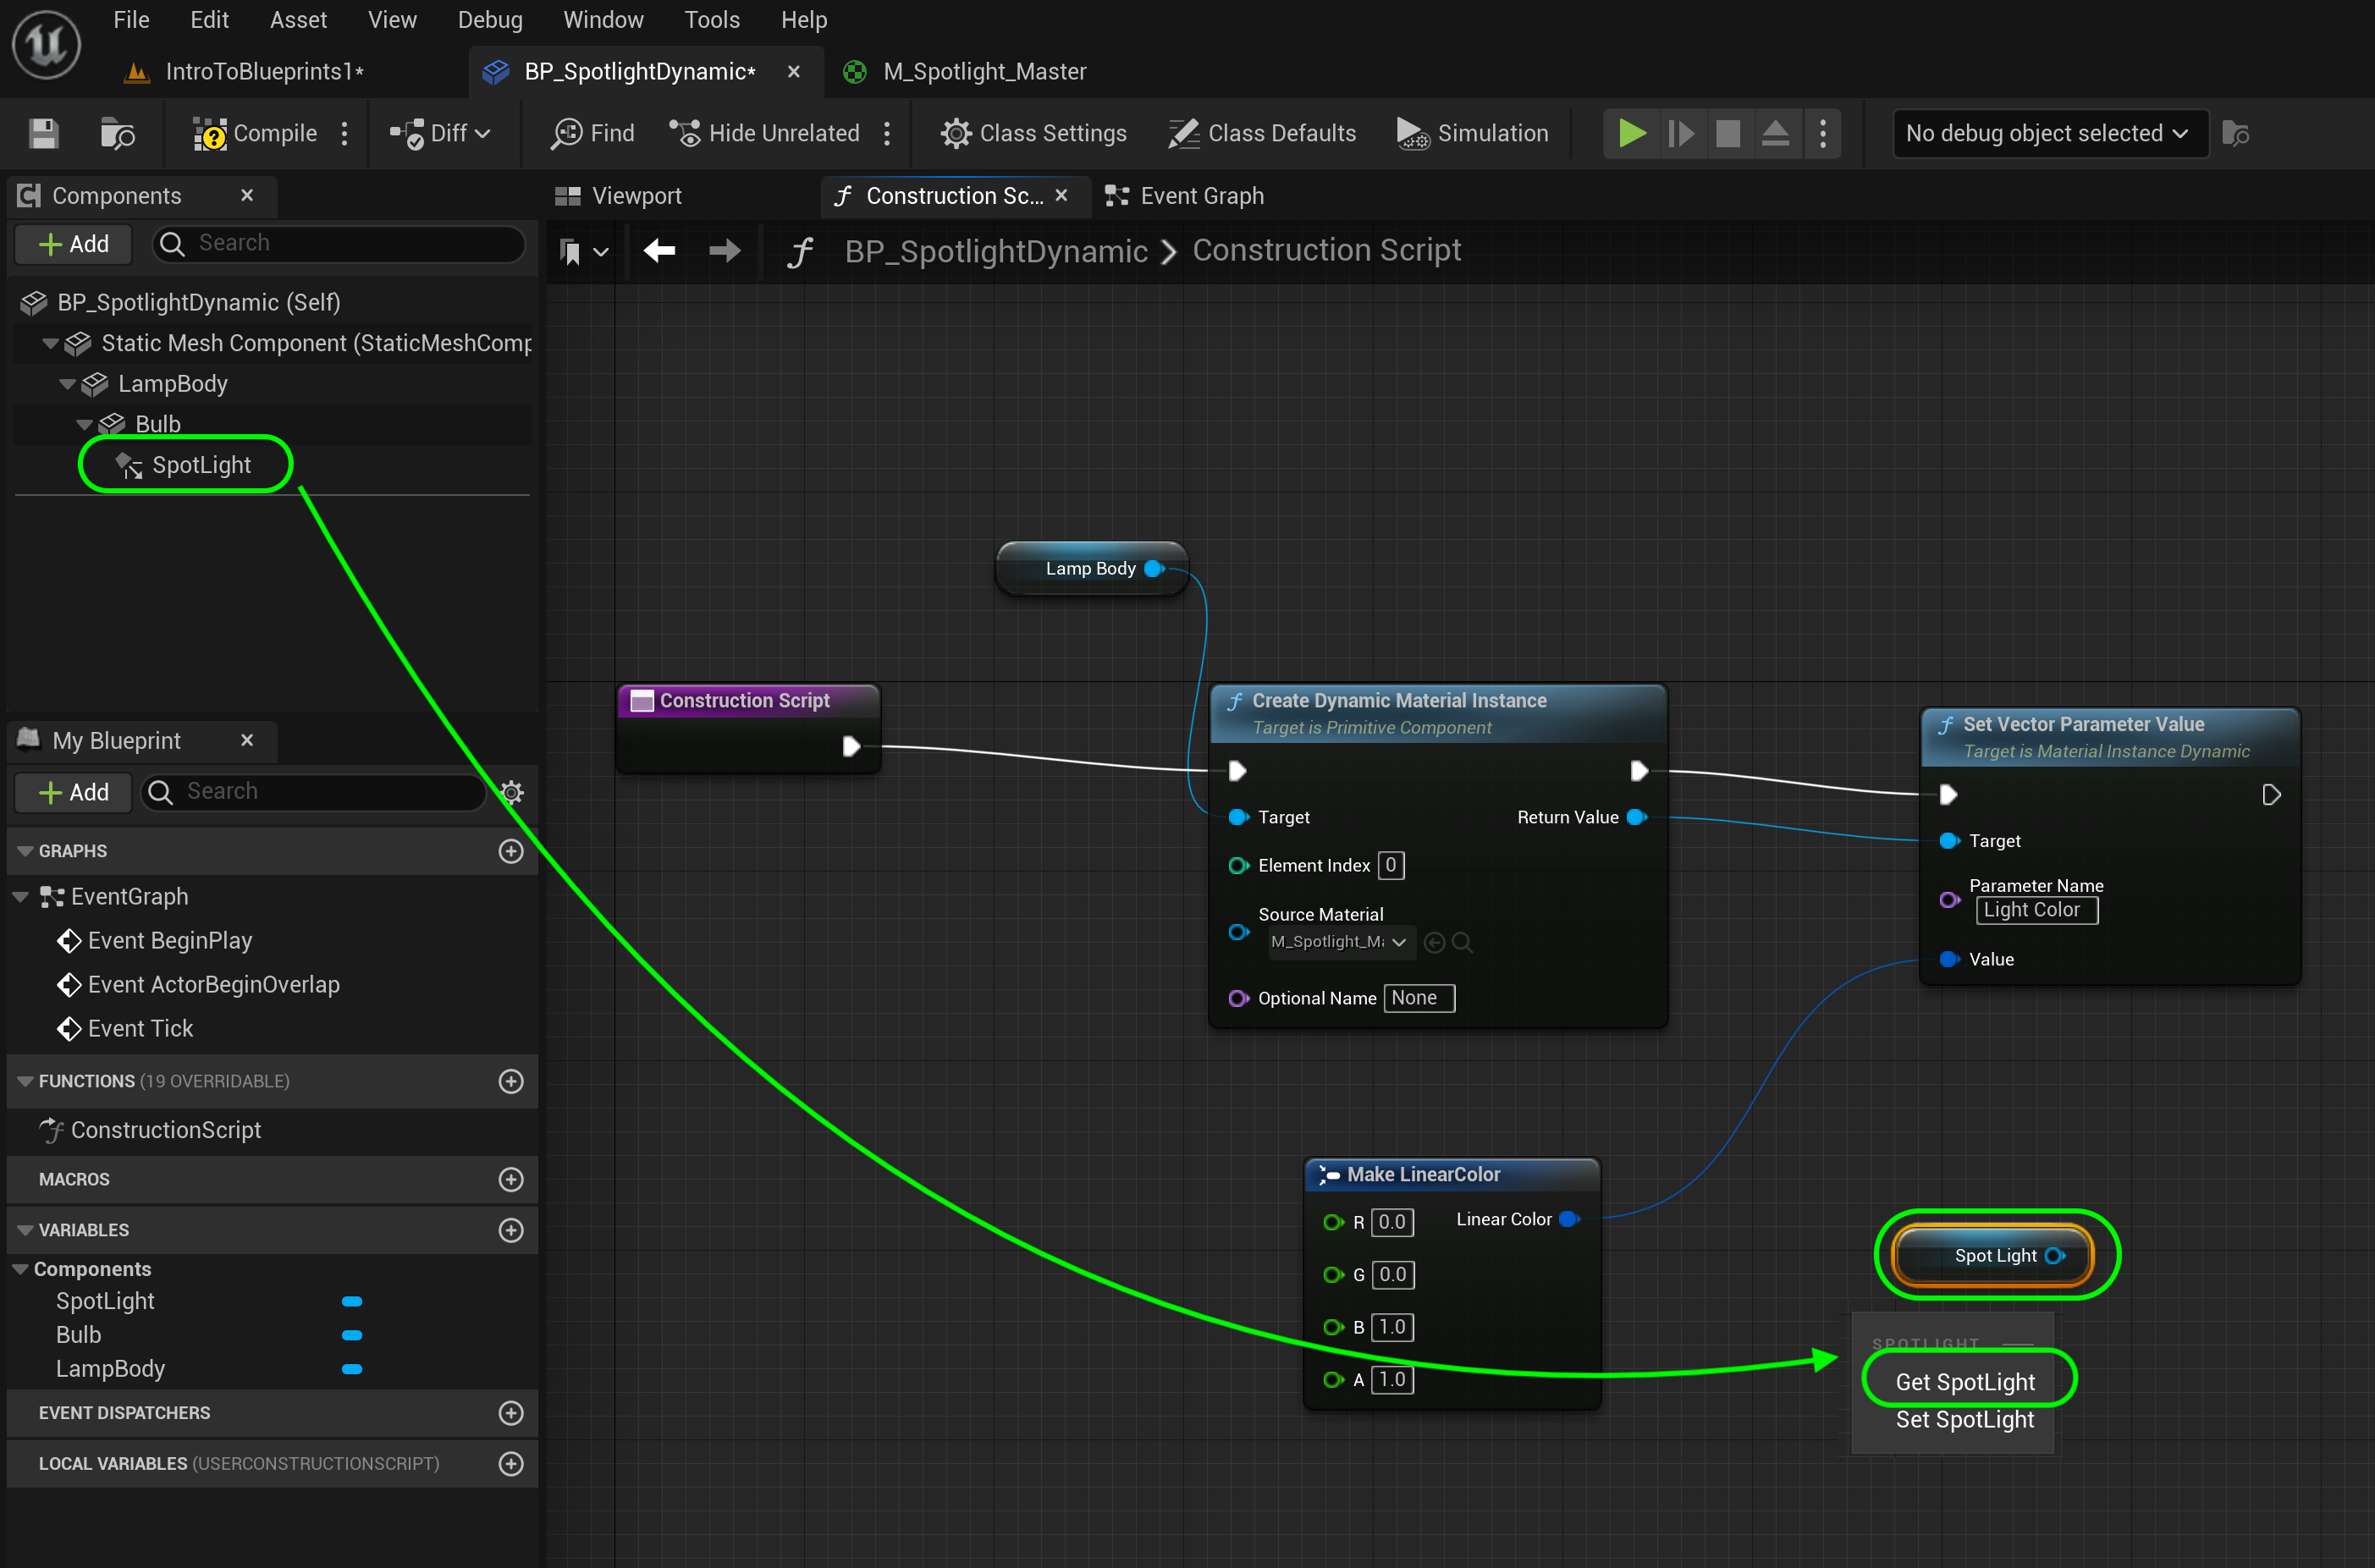 File Edit Asset View Debug Window Tools Help
IntroToBlueprints1* BP_SpotlightDynamic* M_Spotlight_Master
Compile Diff Find Hide Unrelated Class Settings Class Defaults Simulation No debug object selected
Components
Add Search
BP_SpotlightDynamic (Self)
Static Mesh Component (StaticMeshComp
LampBody
Bulb
SpotLight
My Blueprint
Add Search
GRAPHS
EventGraph
Event BeginPlay
Event ActorBeginOverlap
Event Tick
FUNCTIONS (19 OVERRIDABLE)
ConstructionScript
MACROS
VARIABLES
Components
SpotLight
Bulb
LampBody
EVENT DISPATCHERS
LOCAL VARIABLES (USERCONSTRUCTIONSCRIPT)
Viewport Construction Sc... Event Graph
BP_SpotlightDynamic > Construction Script
Lamp Body
Construction Script
Create Dynamic Material Instance
Target is Primitive Component
Target Return Value
Element Index 0
Source Material
M_Spotlight_Ma
Optional Name None
Set Vector Parameter Value
Target is Material Instance Dynamic
Target
Parameter Name
Light Color
Value
Make LinearColor
R 0.0 Linear Color
G 0.0
B 1.0
A 1.0
Spot Light
SPOTLIGHT
Get SpotLight
Set SpotLight